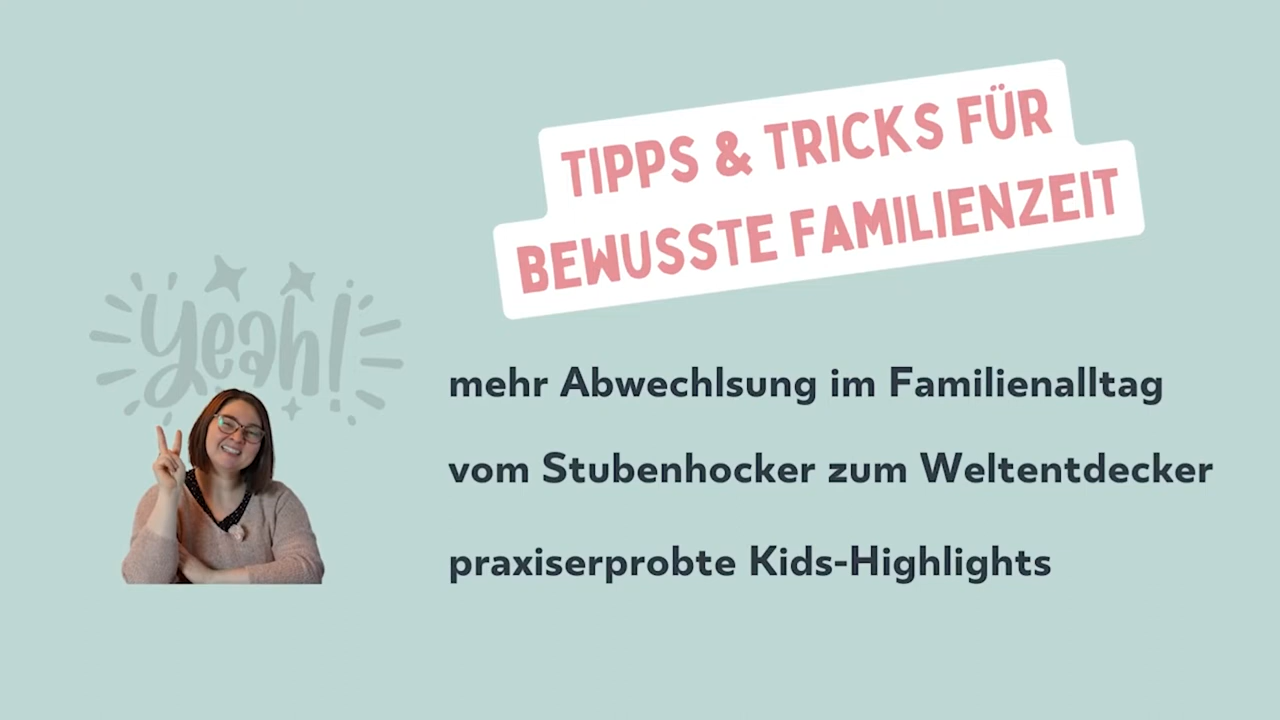 TIPPS & TRICKS FÜR
BEWUSSTE FAMILIENZEIT
yeah!
mehr Abwechlsung im Familienalltag
vom Stubenhocker zum Weltentdecker
praxiserprobte Kids-Highlights